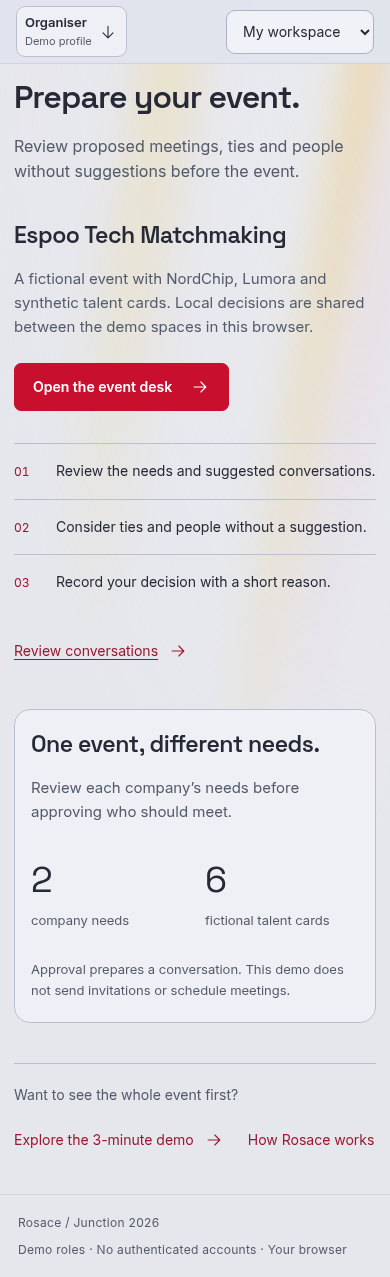 Organiser
Demo profile
My workspace
Prepare your event.
Review proposed meetings, ties and people
without suggestions before the event.
Espoo Tech Matchmaking
A fictional event with NordChip, Lumora and
synthetic talent cards. Local decisions are shared
between the demo spaces in this browser.
Open the event desk →
01 Review the needs and suggested conversations.
02 Consider ties and people without a suggestion.
03 Record your decision with a short reason.
Review conversations →
One event, different needs.
Review each company’s needs before
approving who should meet.
2 6
company needs fictional talent cards
Approval prepares a conversation. This demo does
not send invitations or schedule meetings.
Want to see the whole event first?
Explore the 3-minute demo → How Rosace works
Rosace / Junction 2026
Demo roles · No authenticated accounts · Your browser